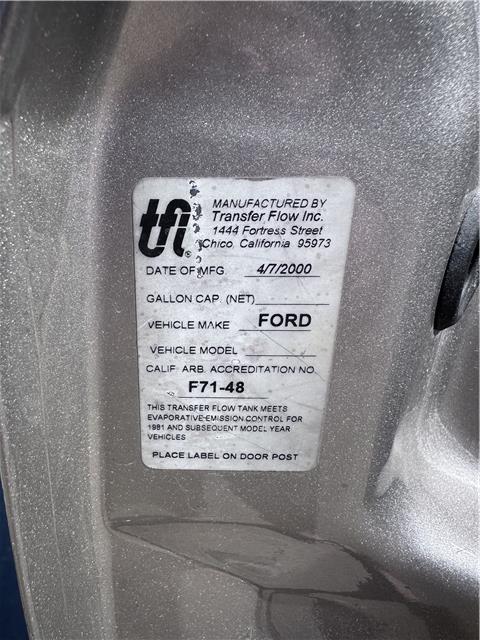 tfi®
MANUFACTURED BY
Transfer Flow Inc.
1444 Fortress Street
Chico, California 95973
DATE OF MFG. 4/7/2000
GALLON CAP. (NET)
VEHICLE MAKE FORD
VEHICLE MODEL
CALIF ARB. ACCREDITATION NO.
F71-48
THIS TRANSFER FLOW TANK MEETS
EVAPORATIVE-EMISSION CONTROL FOR
1981 AND SUBSEQUENT MODEL YEAR
VEHICLES
PLACE LABEL ON DOOR POST